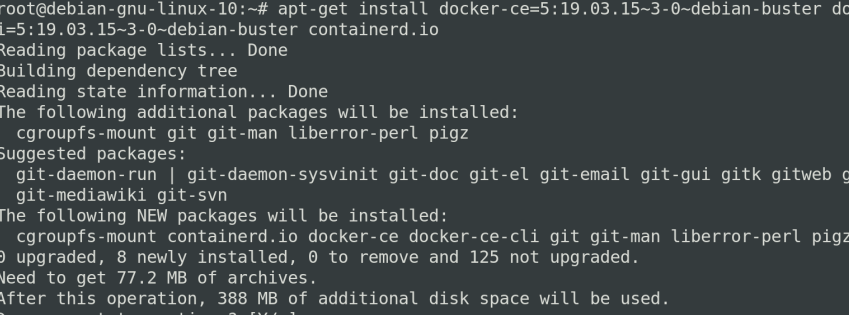 root@debian-gnu-linux-10:~# apt-get install docker-ce=5:19.03.15~3-0~debian-buster do
i=5:19.03.15~3-0~debian-buster containerd.io
Reading package lists... Done
Building dependency tree
Reading state information... Done
The following additional packages will be installed:
cgroupfs-mount git git-man liberror-perl pigz
Suggested packages:
git-daemon-run | git-daemon-sysvinit git-doc git-el git-email git-gui gitk gitweb g
git-mediawiki git-svn
The following NEW packages will be installed:
cgroupfs-mount containerd.io docker-ce docker-ce-cli git git-man liberror-perl pigz
0 upgraded, 8 newly installed, 0 to remove and 125 not upgraded.
Need to get 77.2 MB of archives.
After this operation, 388 MB of additional disk space will be used.